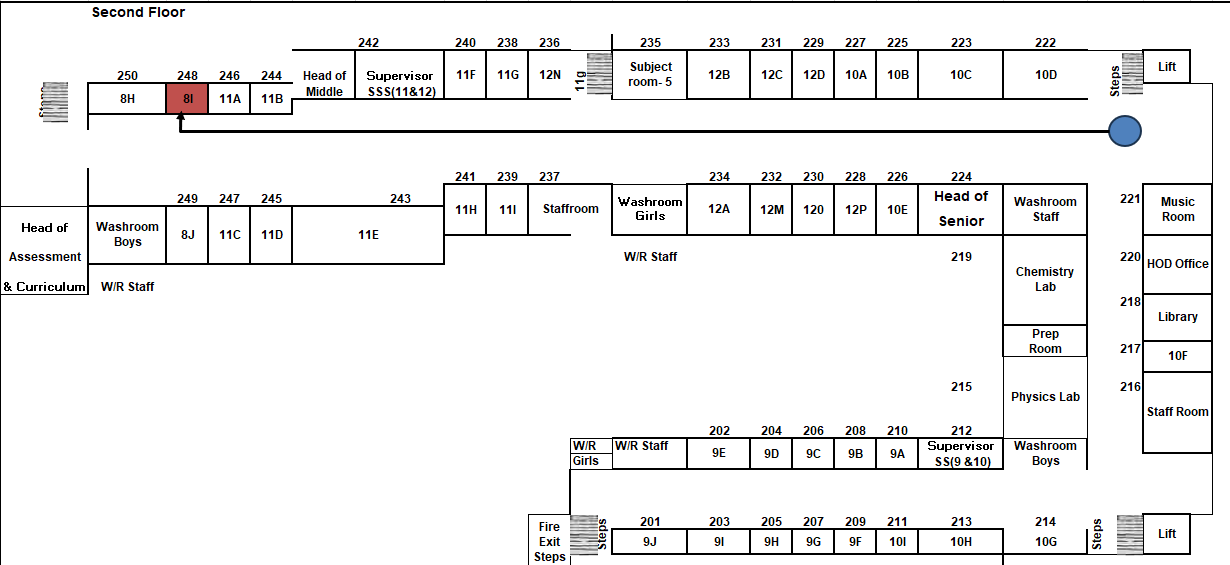 Second Floor
242 240 238 236 235 233 231 229 227 225 223 222
250 248 246 244
Head of
Middle
Supervisor
SSS(11&12)
11F 11G 12N
11g
Subject
room- 5
12B 12C 12D 10A 10B 10C 10D
Steps
Lift
Steps
8H 8I 11A 11B
241 239 237 234 232 230 228 226 224
249 247 245 243
221
Head of
Assessment
& Curriculum
Washroom
Boys
8J 11C 11D 11E
11H 11I Staffroom
Washroom
Girls
12A 12M 120 12P 10E
Head of
Senior
Washroom
Staff
Music
Room
W/R Staff
W/R Staff
219
Chemistry
Lab
220
HOD Office
218
Library
Prep
Room
217
10F
215
Physics Lab
216
Staff Room
202 204 206 208 210 212
W/R
Girls
W/R Staff
9E 9D 9C 9B 9A
Supervisor
SS(9 &10)
Washroom
Boys
201 203 205 207 209 211 213 214
Fire
Exit
Steps
Steps
9J 9I 9H 9G 9F 10I 10H 10G
Steps
Lift